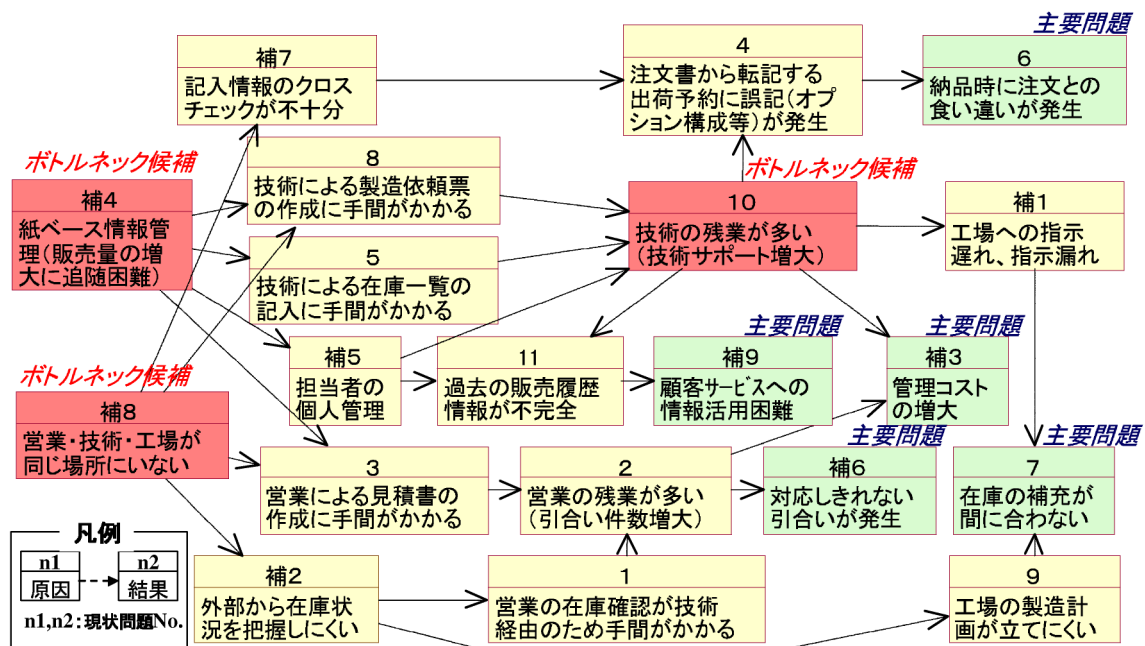 主要問題
補7
記入情報のクロス
チェックが不十分
4
注文書から転記する
出荷予約に誤記(オプ
ション構成等)が発生
6
納品時に注文との
食い違いが発生
ボトルネック候補
補4
紙ベース情報管
理(販売量の増
大に追随困難)
8
技術による製造依頼票
の作成に手間がかかる
ボトルネック候補
10
技術の残業が多い
(技術サポート増大)
補1
工場への指示
遅れ、指示漏れ
5
技術による在庫一覧の
記入に手間がかかる
主要問題
主要問題
補5
担当者の
個人管理
11
過去の販売履歴
情報が不完全
補9
顧客サービスへの
情報活用困難
補3
管理コスト
の増大
ボトルネック候補
補8
営業・技術・工場が
同じ場所にいない
主要問題
主要問題
3
営業による見積書の
作成に手間がかかる
2
営業の残業が多い
(引合い件数増大)
補6
対応しきれない
引合いが発生
7
在庫の補充が
間に合わない
凡例
n1
原因
n2
結果
n1,n2:現状問題No.
補2
外部から在庫状
況を把握しにくい
1
営業の在庫確認が技術
経由のため手間がかかる
9
工場の製造計
画が立てにくい